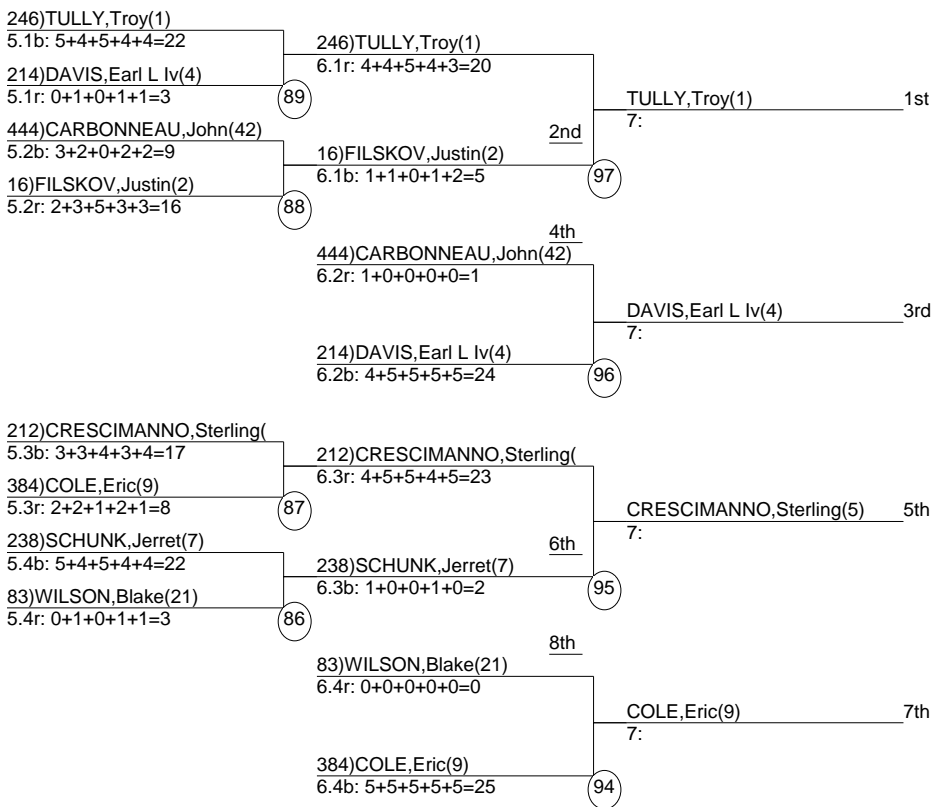 246)TULLY,Troy(1)
5.1b: 5+4+5+4+4=22
214)DAVIS,Earl L Iv(4)
5.1r: 0+1+0+1+1=3
89
444)CARBONNEAU,John(42)
5.2b: 3+2+0+2+2=9
16)FILSKOV,Justin(2)
5.2r: 2+3+5+3+3=16
88
246)TULLY,Troy(1)
6.1r: 4+4+5+4+3=20
2nd
16)FILSKOV,Justin(2)
6.1b: 1+1+0+1+2=5
97
TULLY,Troy(1)
1st
7:
4th
444)CARBONNEAU,John(42)
6.2r: 1+0+0+0+0=1
214)DAVIS,Earl L Iv(4)
6.2b: 4+5+5+5+5=24
96
DAVIS,Earl L Iv(4)
3rd
7:
212)CRESCIMANNO,Sterling(
5.3b: 3+3+4+3+4=17
384)COLE,Eric(9)
5.3r: 2+2+1+2+1=8
87
238)SCHUNK,Jerret(7)
5.4b: 5+4+5+4+4=22
83)WILSON,Blake(21)
5.4r: 0+1+0+1+1=3
86
212)CRESCIMANNO,Sterling(
6.3r: 4+5+5+4+5=23
6th
238)SCHUNK,Jerret(7)
6.3b: 1+0+0+1+0=2
95
CRESCIMANNO,Sterling(5)
5th
7:
8th
83)WILSON,Blake(21)
6.4r: 0+0+0+0+0=0
384)COLE,Eric(9)
6.4b: 5+5+5+5+5=25
94
COLE,Eric(9)
7th
7: